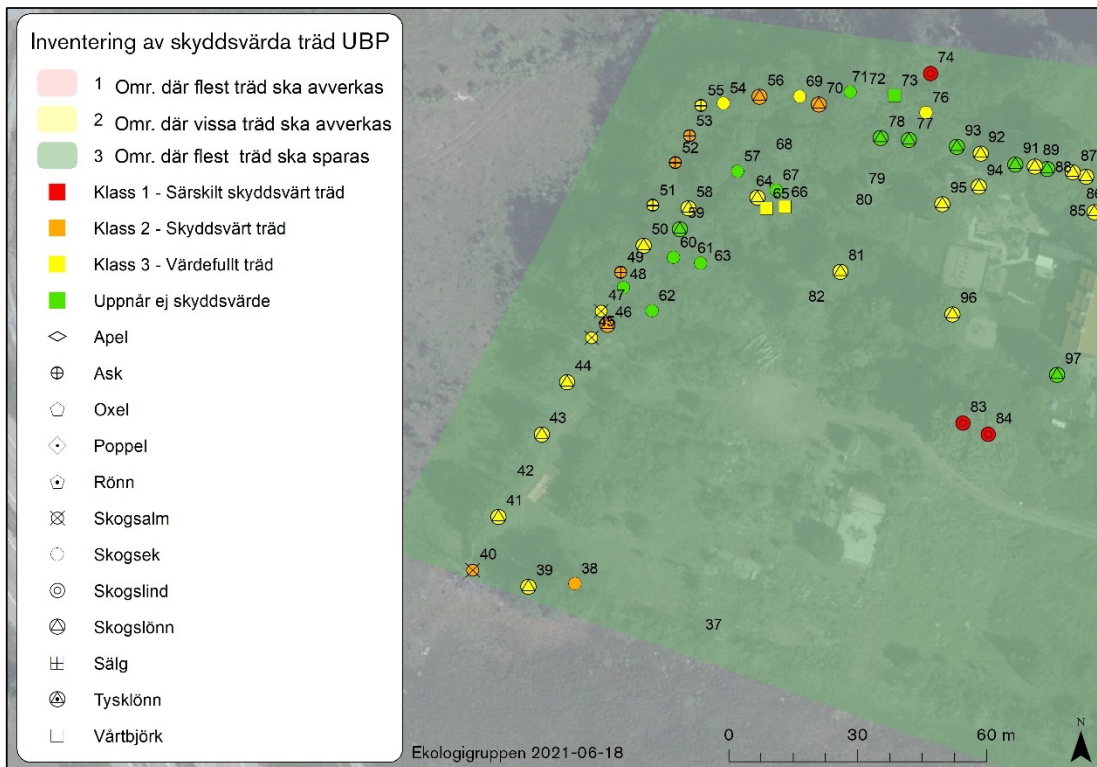 Inventering av skyddsvärda träd UBP
1 Omr. där flest träd ska avverkas
2 Omr. där vissa träd ska avverkas
3 Omr. där flest träd ska sparas
Klass 1 - Särskilt skyddsvärt träd
Klass 2 - Skyddsvärt träd
Klass 3 - Värdefullt träd
Uppnår ej skyddsvärde
Apel
Ask
Oxel
Poppel
Rönn
Skogsalm
Skogsek
Skogslind
Skogslönn
Sälg
Tysklönn
Vårtbjörk
74
55 54 56 69 70 71 72 73
76
53
78 77 93 92
52 57 68 67 91 89 88 87
51 58 64 65 66 79 80 95 94 86
59 85
50 60 61 63
49 48 81
47 46 62 82 96
45
44 97
43 83 84
42
41
40
39 38
37
0 30 60 m
N
Ekologigruppen 2021-06-18